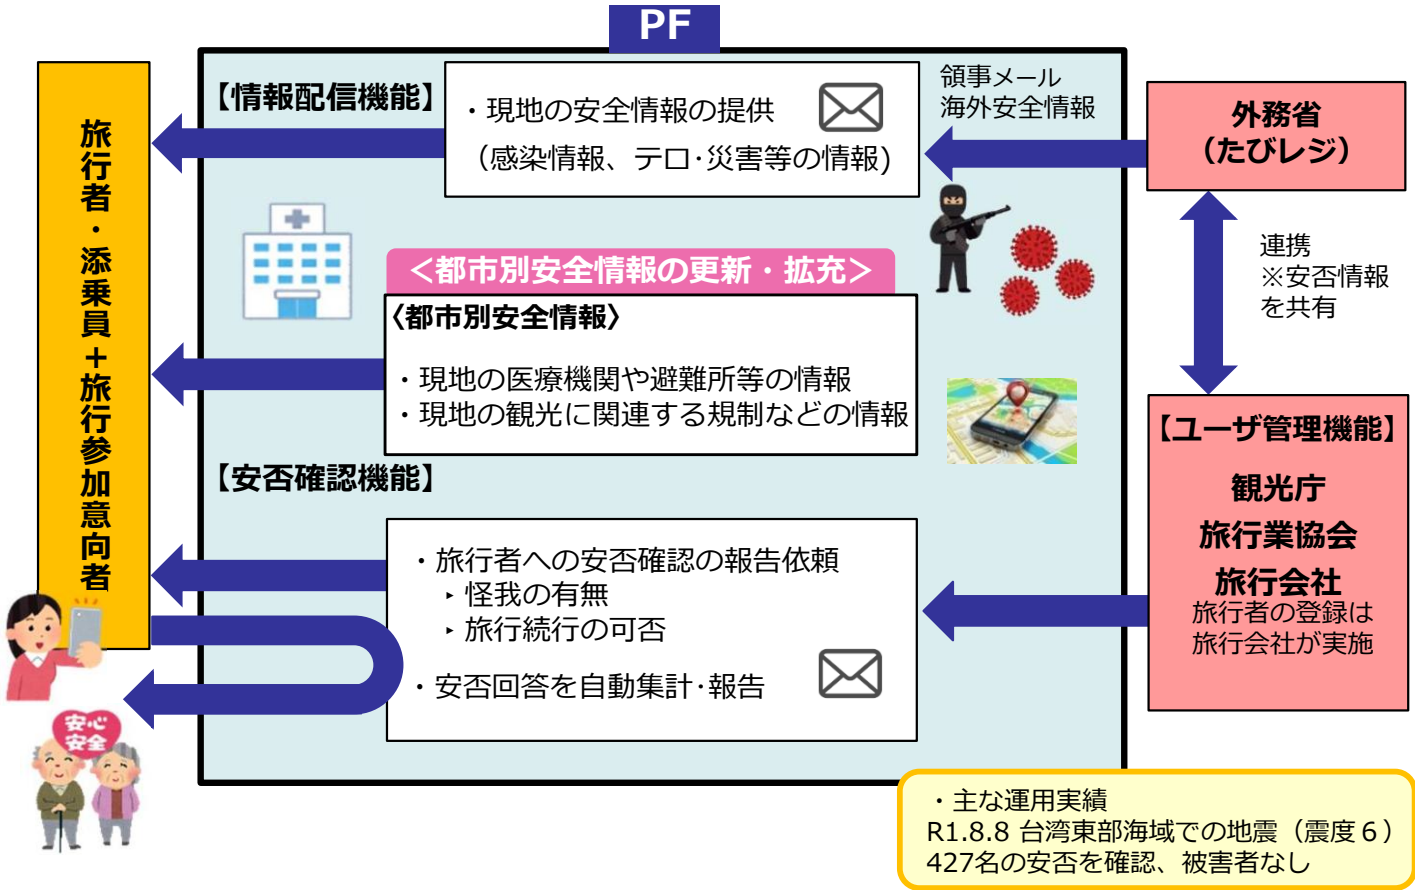 PF
【情報配信機能】
・現地の安全情報の提供
（感染情報、テロ・災害等の情報)
領事メール
海外安全情報
外務省
（たびレジ）
旅行者・添乗員＋旅行参加意向者
＜都市別安全情報の更新・拡充＞
〈都市別安全情報〉
・現地の医療機関や避難所等の情報
・現地の観光に関連する規制などの情報
連携
※安否情報
を共有
【安否確認機能】
・旅行者への安否確認の報告依頼
‣ 怪我の有無
‣ 旅行続行の可否
・安否回答を自動集計・報告
【ユーザ管理機能】
観光庁
旅行業協会
旅行会社
旅行者の登録は
旅行会社が実施
安心
安全
・主な運用実績
R1.8.8 台湾東部海域での地震（震度６）
427名の安否を確認、被害者なし